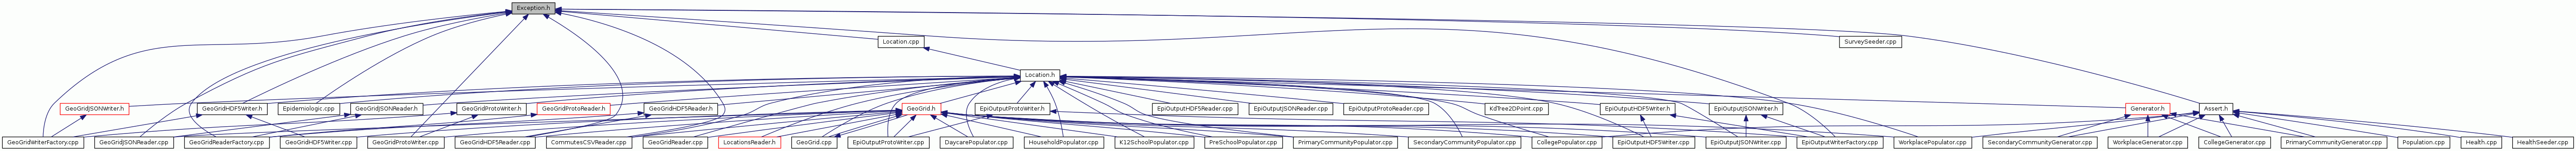 Exception.h
Location.cpp
SurveySeeder.cpp
Location.h
GeoGridJSONWriter.h
GeoGridHDF5Writer.h
Epidemiologic.cpp
GeoGridJSONReader.h
GeoGridProtoWriter.h
GeoGridProtoReader.h
GeoGridHDF5Reader.h
GeoGrid.h
EpiOutputProtoWriter.h
EpiOutputHDF5Reader.cpp
EpiOutputJSONReader.cpp
EpiOutputProtoReader.cpp
KdTree2DPoint.cpp
EpiOutputHDF5Writer.h
EpiOutputJSONWriter.h
Generator.h
Assert.h
GeoGridWriterFactory.cpp
GeoGridJSONReader.cpp
GeoGridReaderFactory.cpp
GeoGridHDF5Writer.cpp
GeoGridProtoWriter.cpp
GeoGridHDF5Reader.cpp
CommutesCSVReader.cpp
GeoGridReader.cpp
LocationsReader.h
GeoGrid.cpp
EpiOutputProtoWriter.cpp
DaycarePopulator.cpp
HouseholdPopulator.cpp
K12SchoolPopulator.cpp
PreSchoolPopulator.cpp
PrimaryCommunityPopulator.cpp
SecondaryCommunityPopulator.cpp
CollegePopulator.cpp
EpiOutputHDF5Writer.cpp
EpiOutputJSONWriter.cpp
EpiOutputWriterFactory.cpp
WorkplacePopulator.cpp
SecondaryCommunityGenerator.cpp
WorkplaceGenerator.cpp
CollegeGenerator.cpp
PrimaryCommunityGenerator.cpp
Population.cpp
Health.cpp
HealthSeeder.cpp